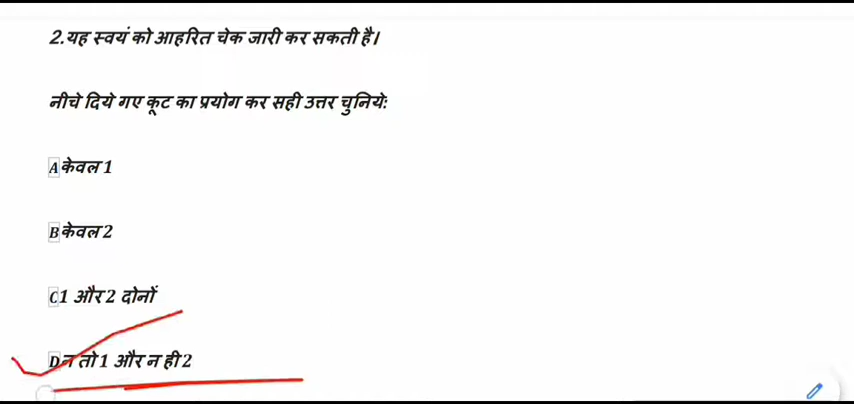 2.यह स्वयं को आहरित चेक जारी कर सकती है।
नीचे दिये गए कूट का प्रयोग कर सही उत्तर चुनियेः
A केवल 1
B केवल 2
C 1 और 2 दोनों
D न तो 1 और न ही 2